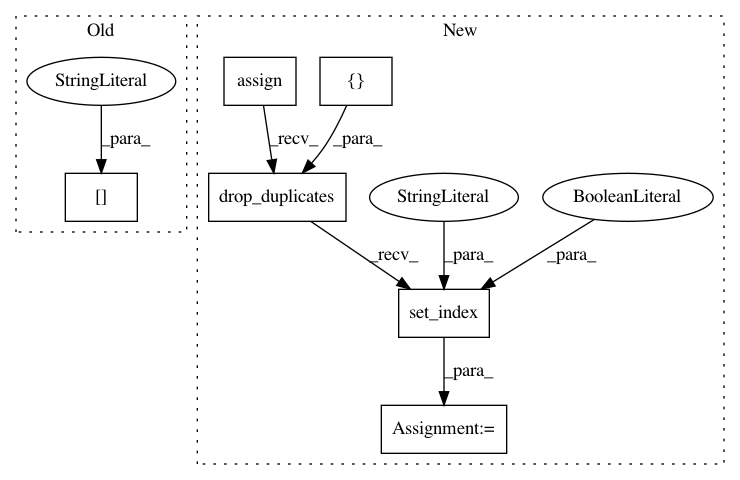 Old
New
StringLiteral
assign
{}
_para_
_recv_
_para_
[]
drop_duplicates
StringLiteral
BooleanLiteral
_recv_
_para_
_para_
set_index
_para_
Assignment:=